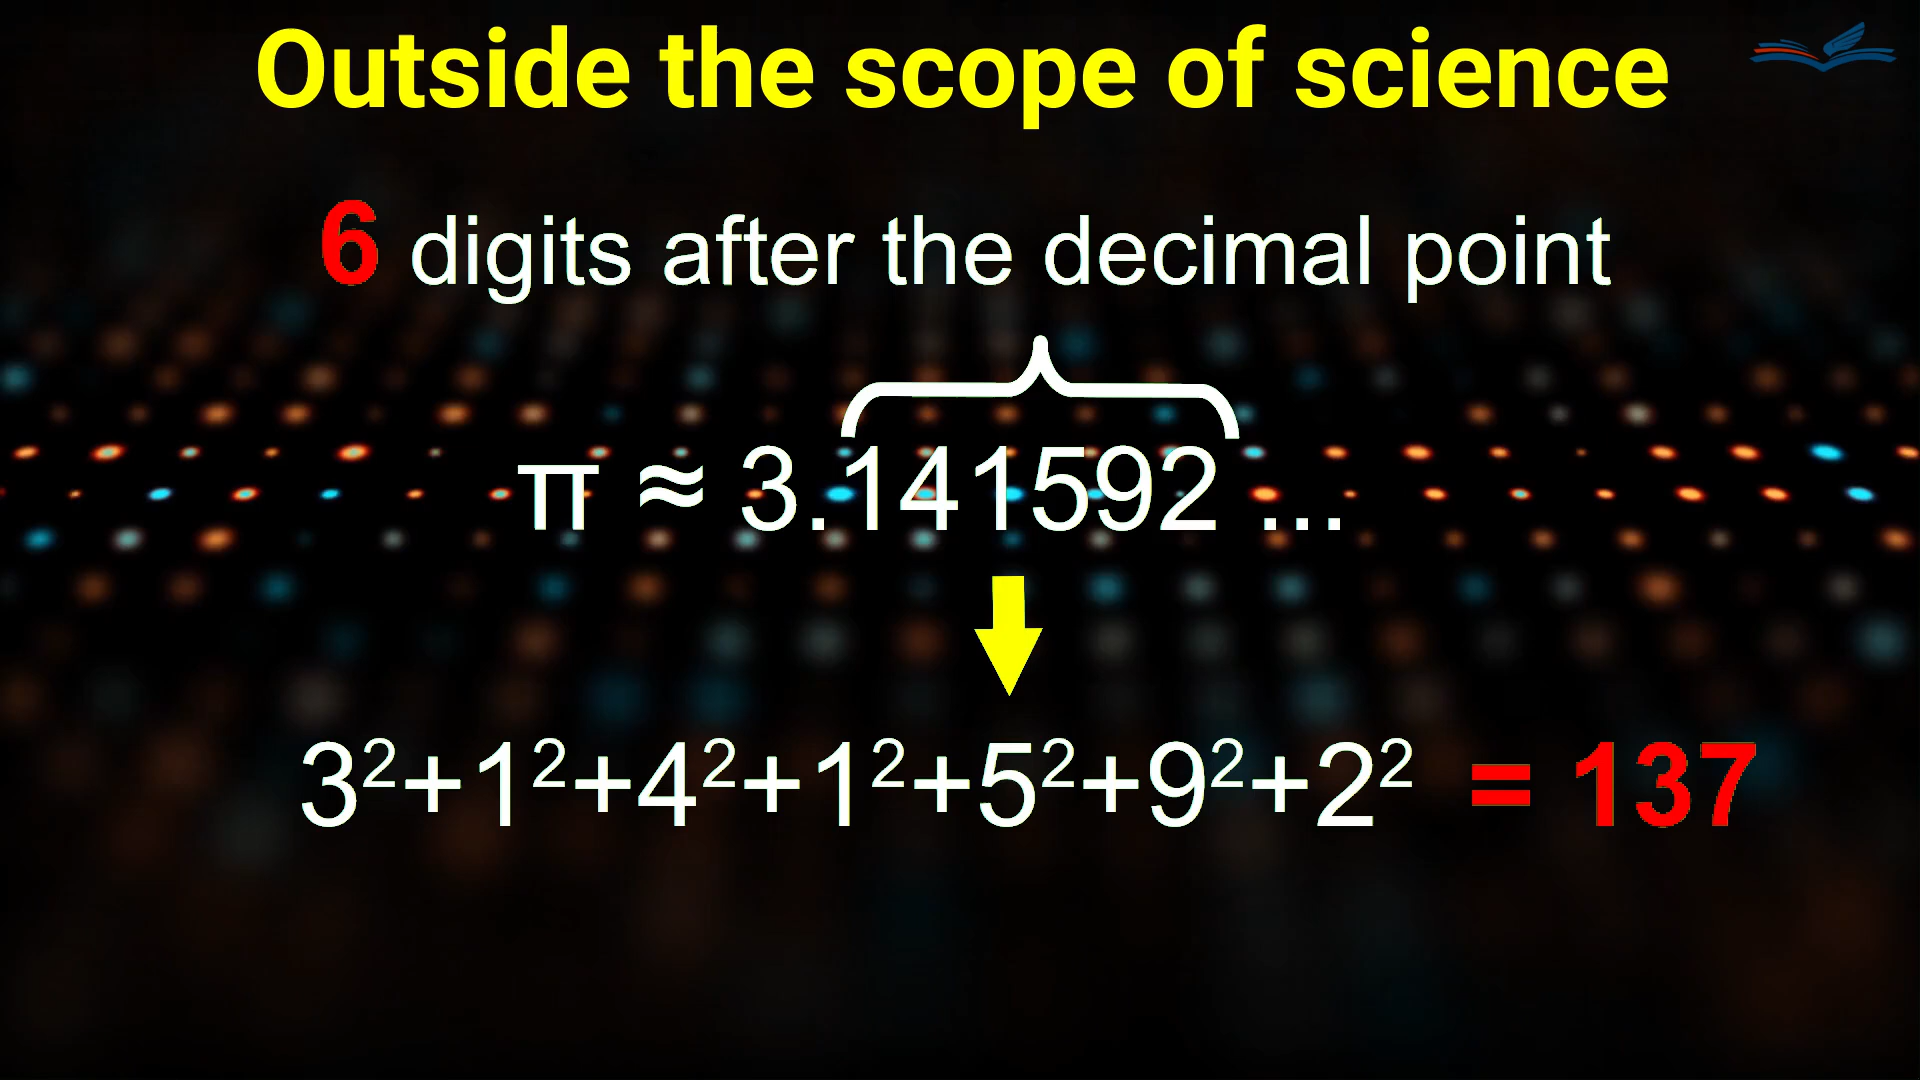 Outside the scope of science
6 digits after the decimal point
π ≈ 3.141592 ...
3²+1²+4²+1²+5²+9²+2² = 137